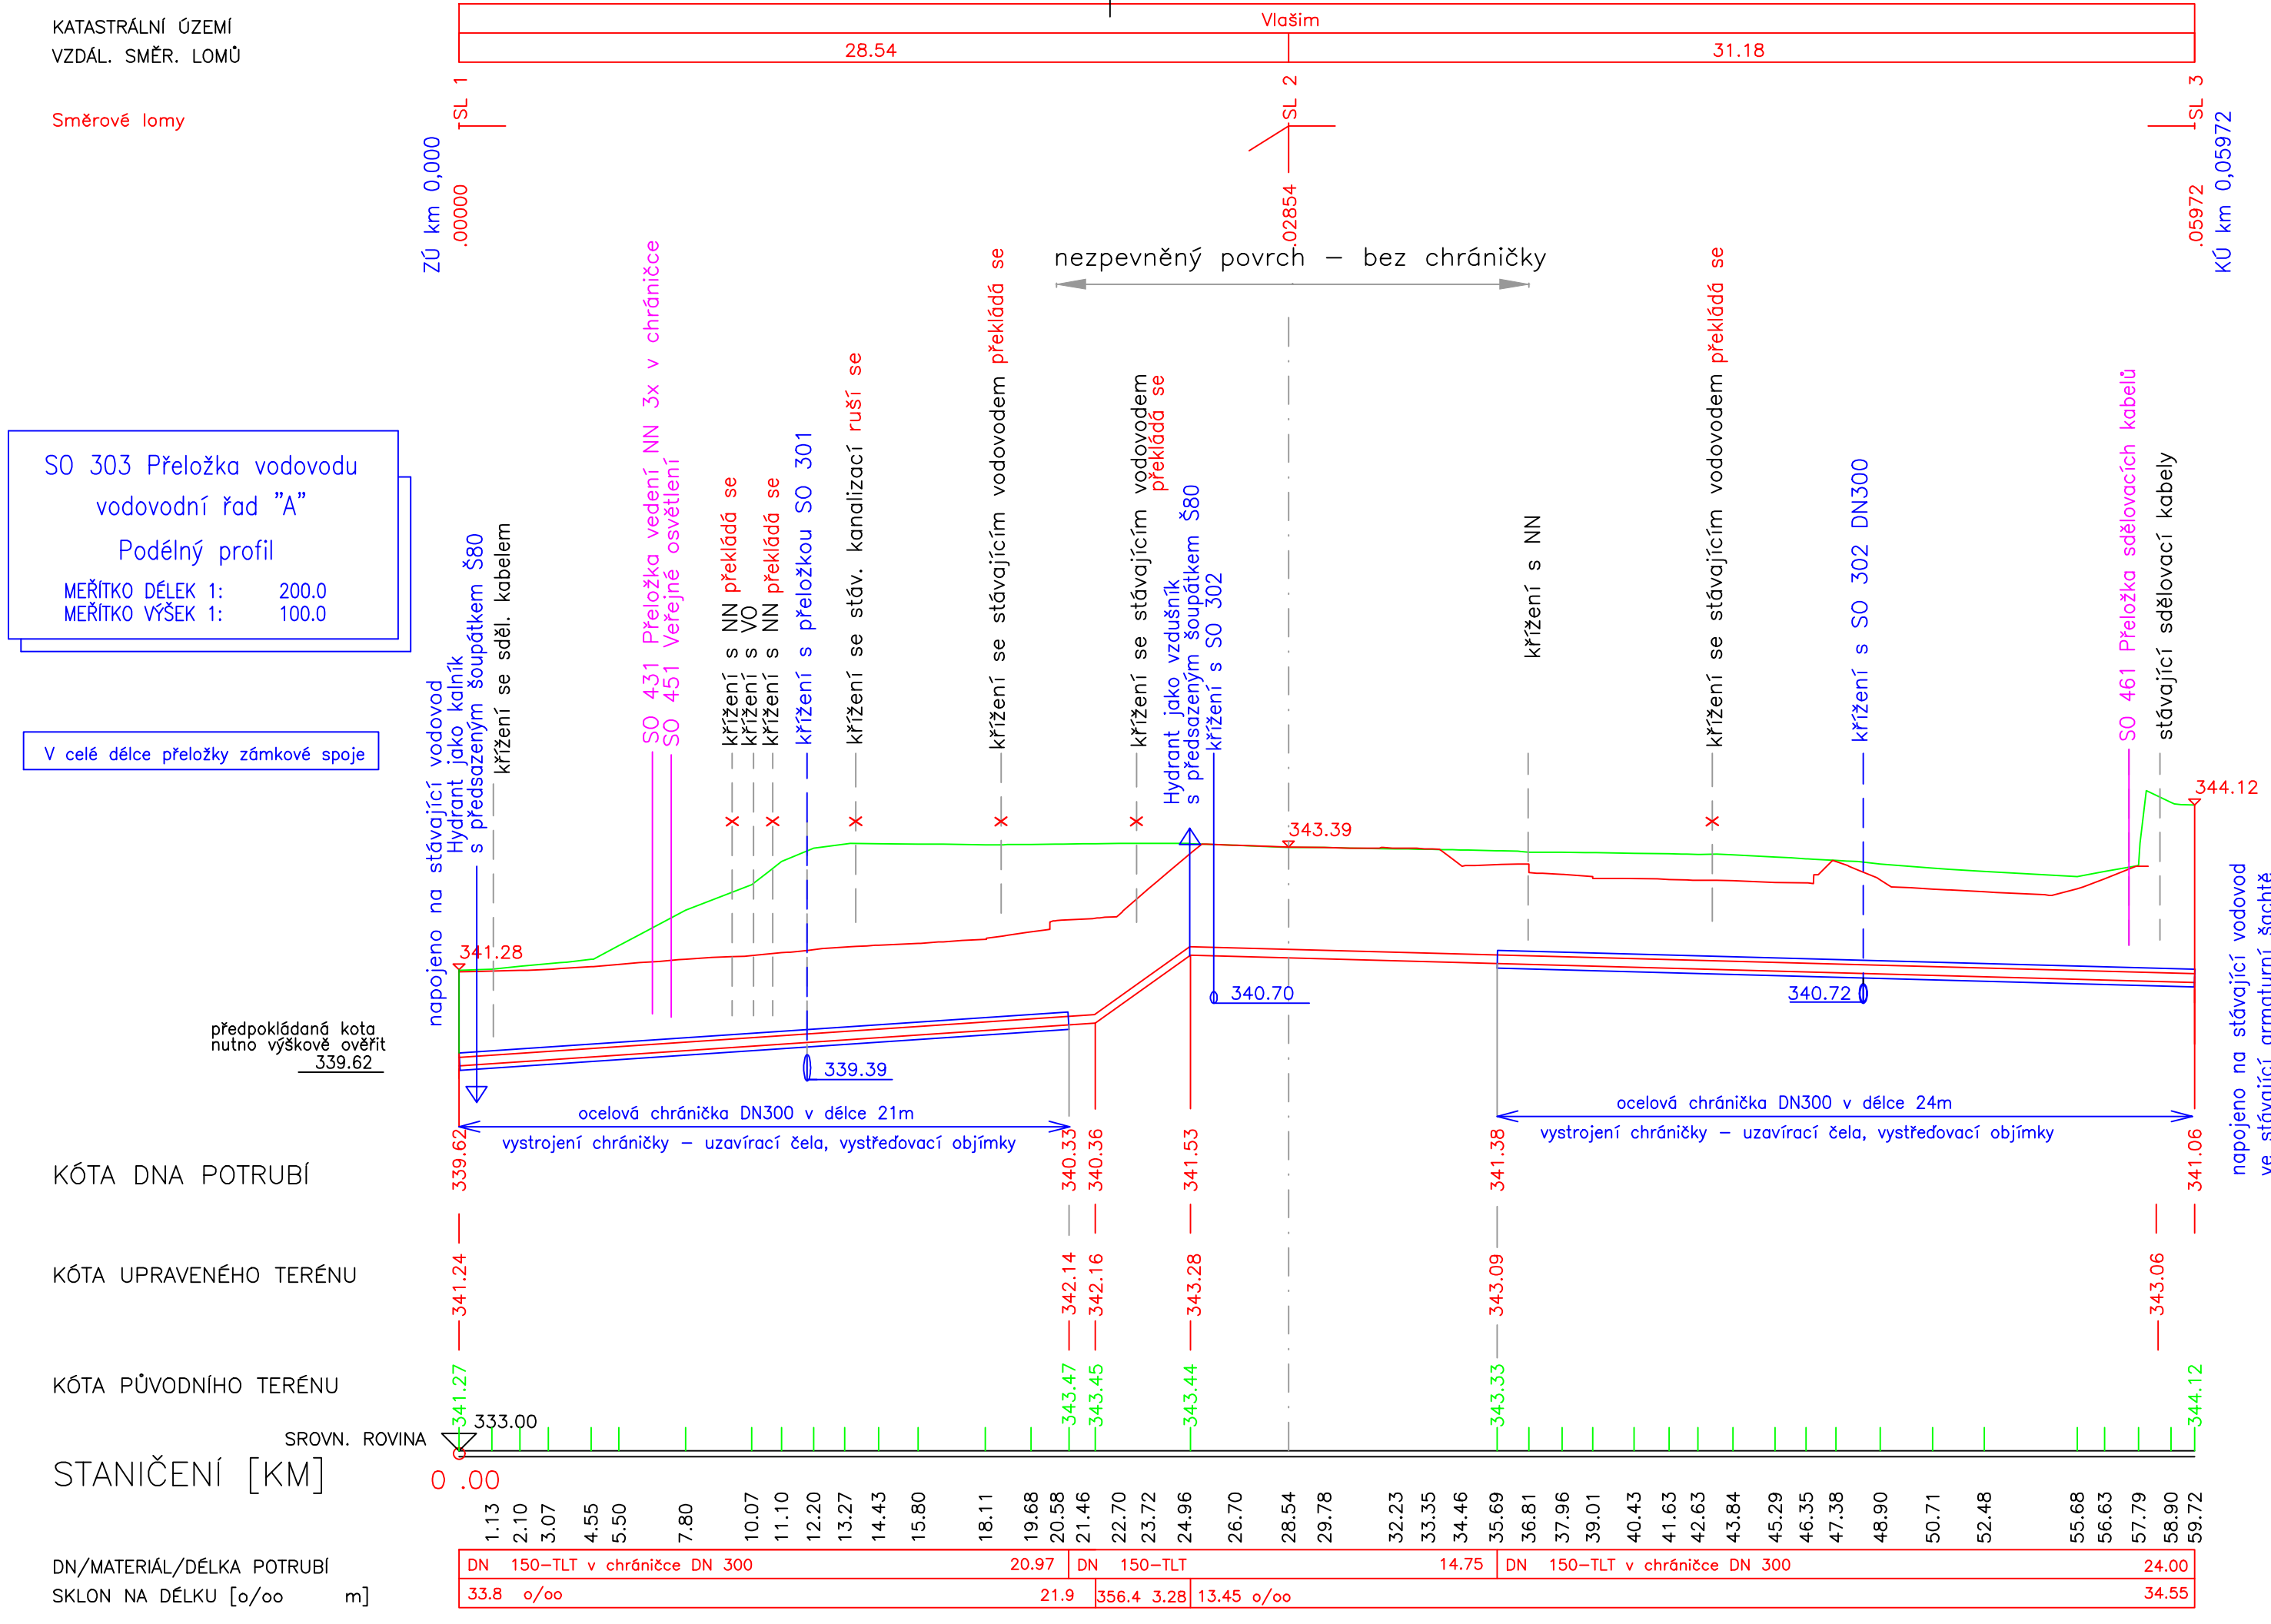 KATASTRÁLNÍ ÚZEMÍ
Vlašim
VZDÁL. SMĚR. LOMŮ
28.54
31.18
Směrové lomy
SL 1
SL 2
SL 3
ZÚ km 0,000
.00000
.02854
.05972
KÚ km 0,05972
nezpevněný povrch – bez chráničky
SO 303 Přeložka vodovodu
vodovodní řad "A"
Podélný profil
MEŘÍTKO DÉLEK 1: 200.0
MEŘÍTKO VÝŠEK 1: 100.0
V celé délce přeložky zámkové spoje
napojeno na stávající vodovod
Hydrant jako kalník
s předsazeným šoupátkem Š80
křížení se sděl. kabelem
SO 431 Přeložka vedení NN 3x v chráničce
SO 451 Veřejné osvětlení
křížení s NN překládá se
křížení s VO
křížení s NN překládá se
křížení s přeložkou SO 301
křížení se stáv. kanalizací ruší se
křížení se stávajícím vodovodem překládá se
křížení se stávajícím vodovodem
překládá se
Hydrant jako vzdušník
s předsazeným šoupátkem Š80
křížení s SO 302
křížení s NN
křížení se stávajícím vodovodem překládá se
křížení s SO 302 DN300
SO 461 Přeložka sdělovacích kabelů
stávající sdělovací kabely
x x x x x x
344.12
343.39
341.28
340.70
340.72
339.39
předpokládaná kota
nutno výškově ověřit
339.62
napojeno na stávající vodovod
ve stávající armaturní šachtě
ocelová chránička DN300 v délce 21m
vystrojení chráničky – uzavírací čela, vystřeďovací objímky
ocelová chránička DN300 v délce 24m
vystrojení chráničky – uzavírací čela, vystřeďovací objímky
KÓTA DNA POTRUBÍ
339.62 340.33 340.36 341.53 341.38 341.06
KÓTA UPRAVENÉHO TERÉNU
341.24 342.14 342.16 343.28 343.09 343.06
KÓTA PŮVODNÍHO TERÉNU
341.27 343.47 343.45 343.44 343.33 344.12
333.00
SROVN. ROVINA
STANIČENÍ [KM]
0 .00
1.13 2.10 3.07 4.55 5.50 7.80 10.07 11.10 12.20 13.27 14.43 15.80 18.11 19.68 20.58 21.46 22.70 23.72 24.96 26.70 28.54 29.78 32.23 33.35 34.46 35.69 36.81 37.96 39.01 40.43 41.63 42.63 43.84 45.29 46.35 47.38 48.90 50.71 52.48 55.68 56.63 57.79 58.90 59.72
DN/MATERIÁL/DÉLKA POTRUBÍ
DN 150–TLT v chráničce DN 300 20.97
DN 150–TLT 14.75
DN 150–TLT v chráničce DN 300 24.00
SKLON NA DÉLKU [o/oo m]
33.8 o/oo 21.9
356.4 3.28
13.45 o/oo 34.55